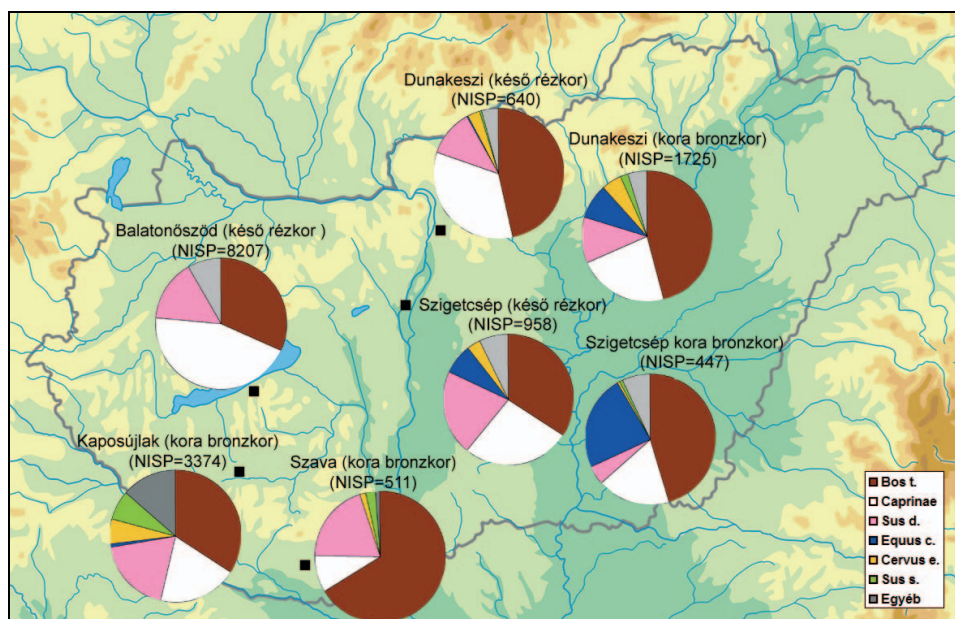 Dunakeszi (késő rézkor)
(NISP=640)
Dunakeszi (kora bronzkor)
(NISP=1725)
Balatonőszöd (késő rézkor )
(NISP=8207)
Szigetcsép (késő rézkor)
(NISP=958)
Szigetcsép kora bronzkor)
(NISP=447)
Kaposújlak (kora bronzkor)
(NISP=3374)
Szava (kora bronzkor)
(NISP=511)
Bos t.
Caprinae
Sus d.
Equus c.
Cervus e.
Sus s.
Egyéb